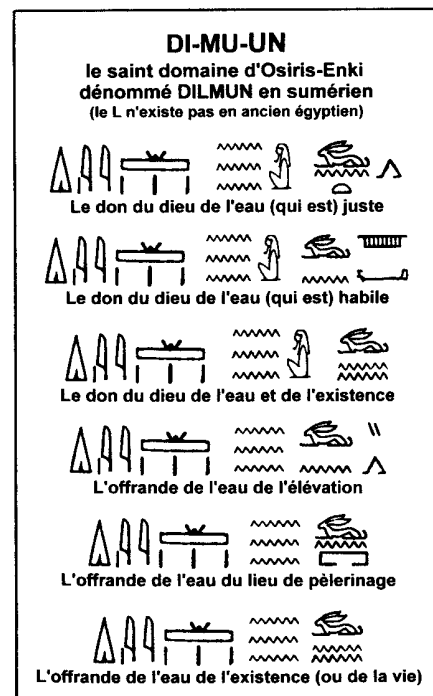 DI-MU-UN
le saint domaine d'Osiris-Enki
dénommé DILMUN en sumérien
(le L n'existe pas en ancien égyptien)
Le don du dieu de l'eau (qui est) juste
Le don du dieu de l'eau (qui est) habile
Le don du dieu de l'eau et de l'existence
L'offrande de l'eau de l'élévation
L'offrande de l'eau du lieu de pèlerinage
L'offrande de l'eau de l'existence (ou de la vie)